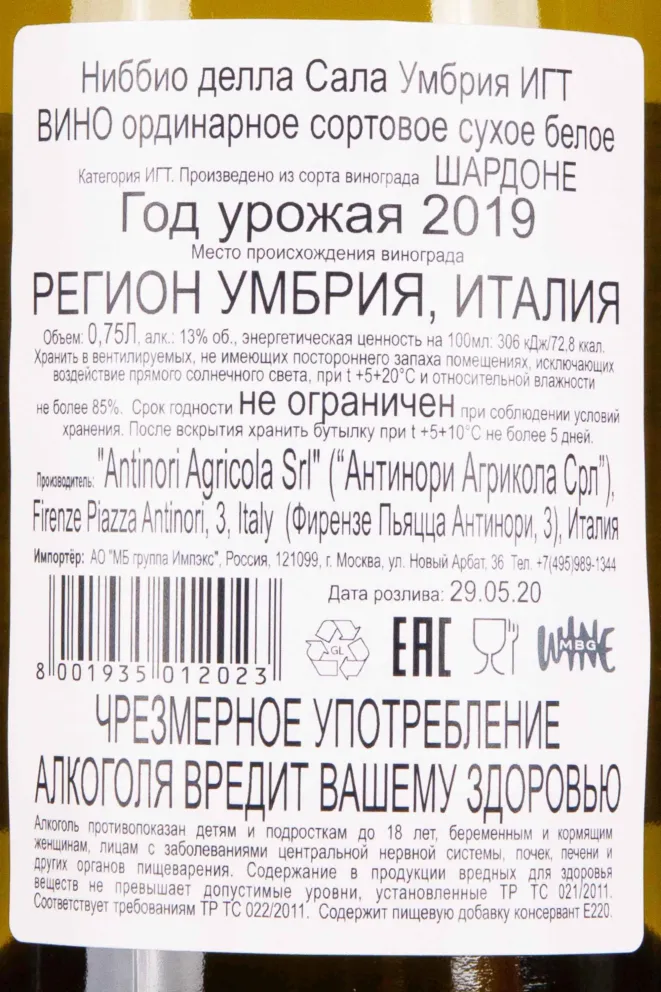 Ниббио делла Сала Умбрия ИГТ
ВИНО ординарное сортовое сухое белое
Категория ИГТ. Произведено из сорта винограда ШАРДОНЕ
Год урожая 2019
Место происхождения винограда
РЕГИОН УМБРИЯ, ИТАЛИЯ
Объем: 0,75Л, алк.: 13% об., энергетическая ценность на 100мл: 306 кДж/72,8 ккал.
Хранить в вентилируемых, не имеющих постороннего запаха помещениях, исключающих
воздействие прямого солнечного света, при t +5+20°С и относительной влажности
не более 85%. Срок годности не ограничен при соблюдении условий
хранения. После вскрытия хранить бутылку при t +5+10°С не более 5 дней.
Производитель: "Antinori Agricola Srl" (“Антинори Агрикола Срл”),
Firenze Piazza Antinori, 3, Italy (Фирензе Пьяцца Антинори, 3), Италия
Импортёр: АО "МБ группа Импэкс", Россия, 121099, г. Москва, ул. Новый Арбат, 36 Тел. +7(495)989-1344
Дата розлива: 29.05.20
GL
EAC
WINE
MBG
8 001935 012023
ЧРЕЗМЕРНОЕ УПОТРЕБЛЕНИЕ
АЛКОГОЛЯ ВРЕДИТ ВАШЕМУ ЗДОРОВЬЮ
Алкоголь противопоказан детям и подросткам до 18 лет, беременным и кормящим
женщинам, лицам с заболеваниями центральной нервной системы, почек, печени и
других органов пищеварения. Содержание в продукции вредных для здоровья
веществ не превышает допустимые уровни, установленные ТР ТС 021/2011.
Соответствует требованиям ТР ТС 022/2011. Содержит пищевую добавку консервант Е220.